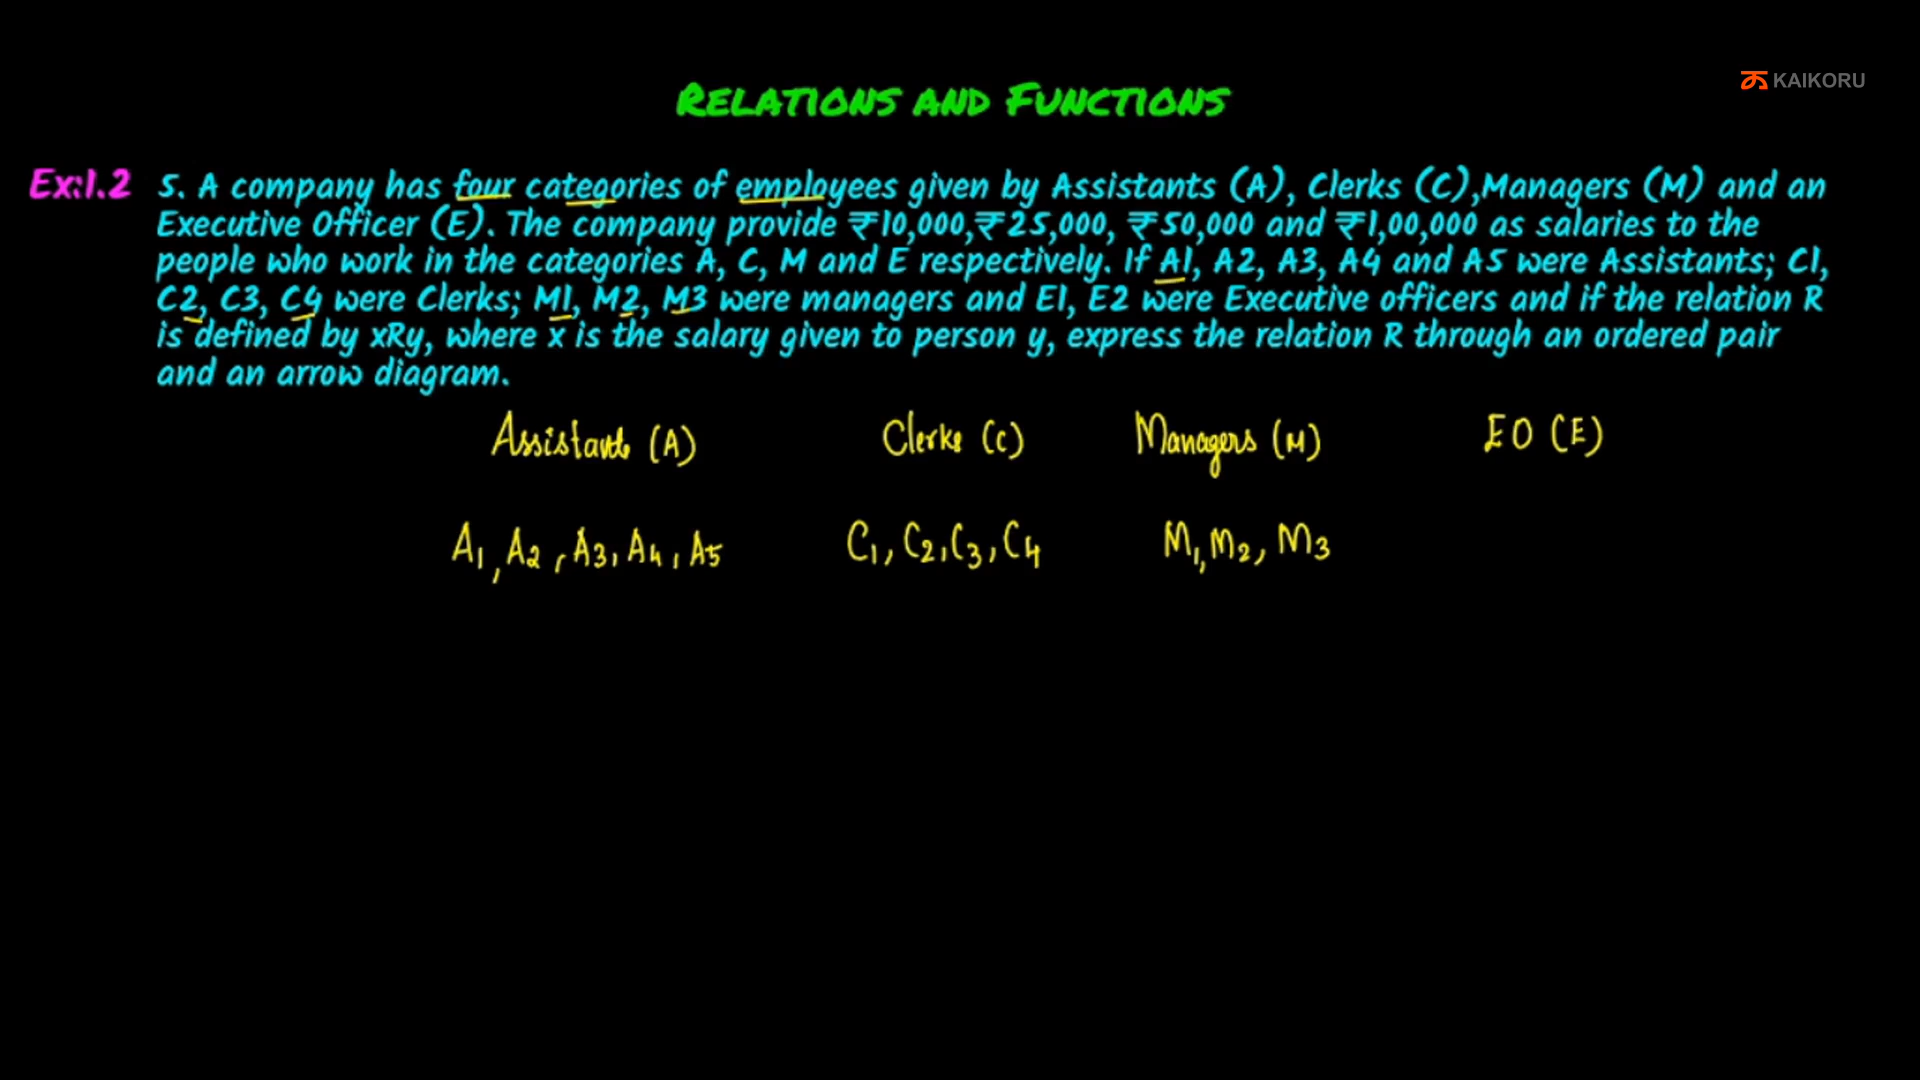 KAIKORU
RELATIONS AND FUNCTIONS
Ex:1.2 5. A company has four categories of employees given by Assistants (A), Clerks (C),Managers (M) and an
Executive Officer (E). The company provide ₹10,000,₹25,000, ₹50,000 and ₹1,00,000 as salaries to the
people who work in the categories A, C, M and E respectively. If A1, A2, A3, A4 and A5 were Assistants; C1,
C2, C3, C4 were Clerks; M1, M2, M3 were managers and E1, E2 were Executive officers and if the relation R
is defined by xRy, where x is the salary given to person y, express the relation R through an ordered pair
and an arrow diagram.
Assistants (A) Clerks (C) Managers (M) EO (E)
A1, A2, A3, A4, A5 C1, C2, C3, C4 M1, M2, M3